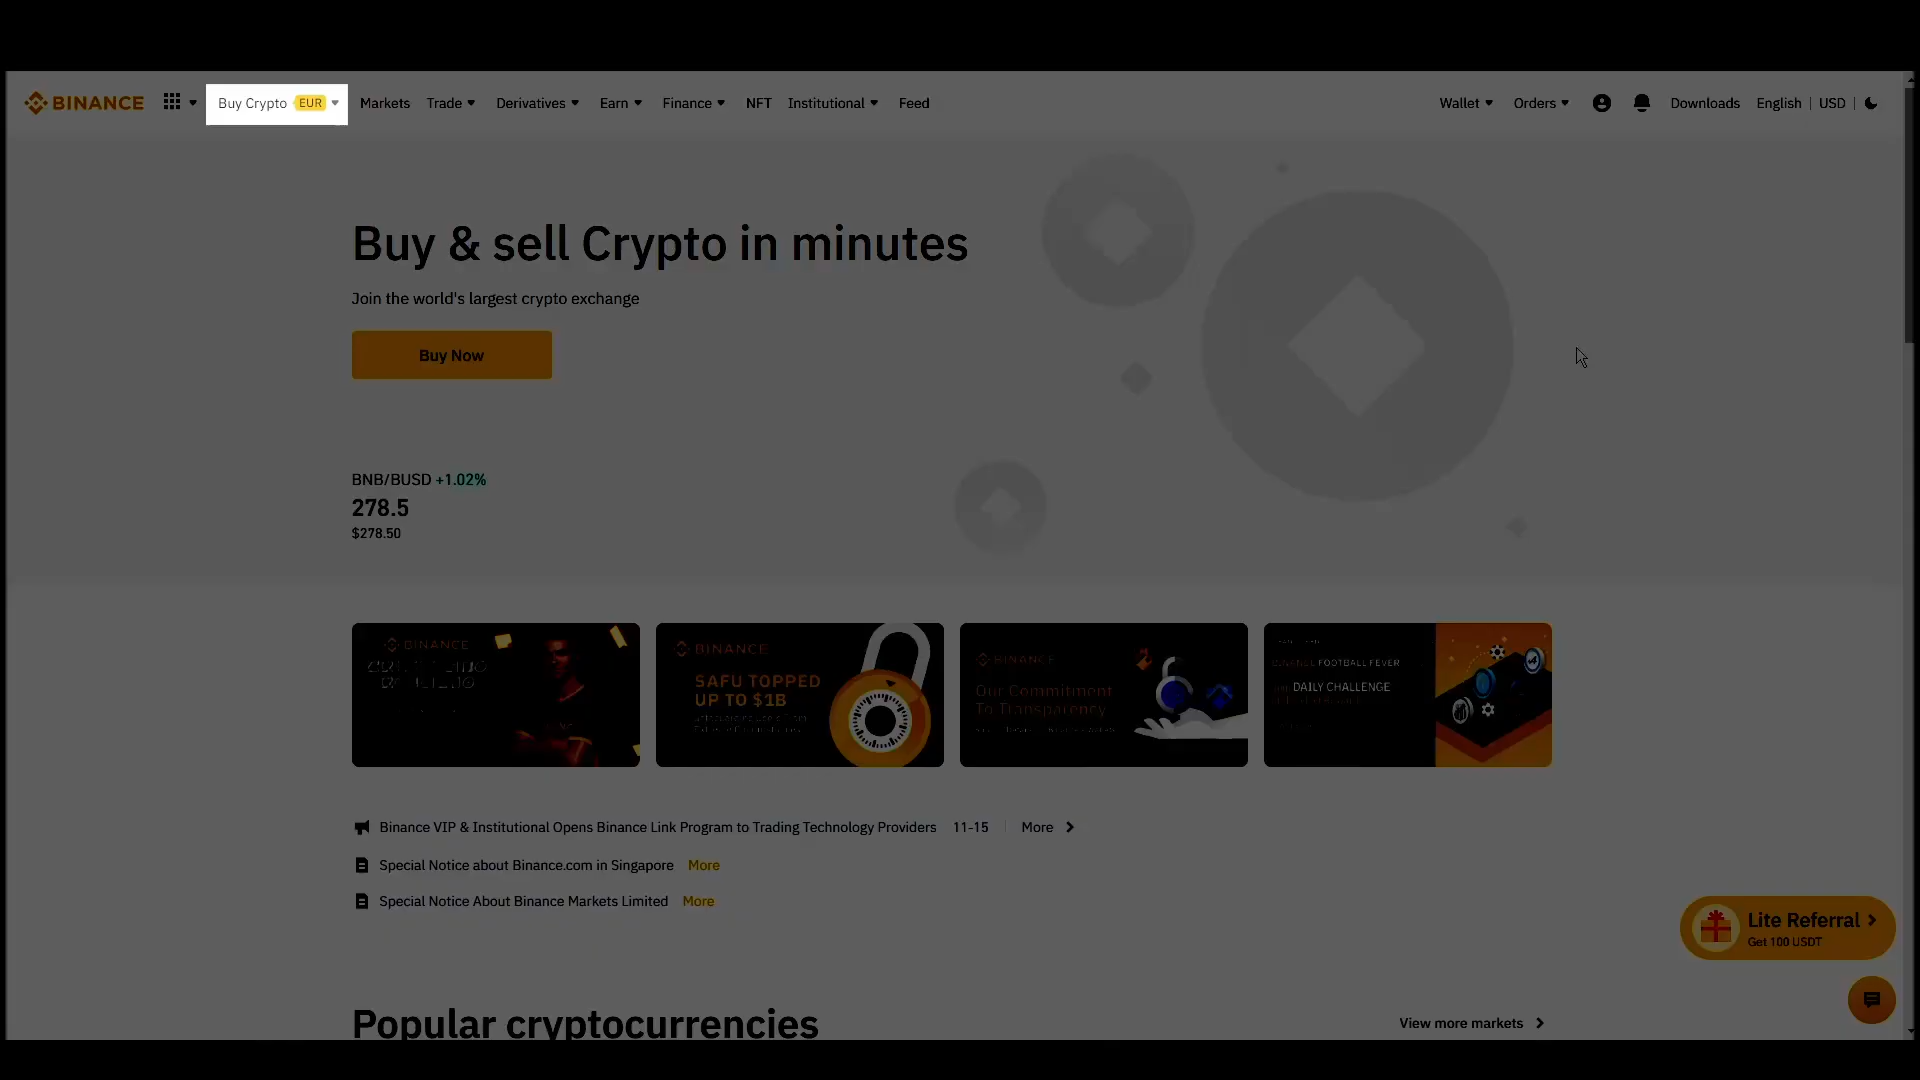 BINANCE Buy Crypto EUR Markets Trade Derivatives Earn Finance NFT Institutional Feed Wallet Orders Downloads English | USD
Buy & sell Crypto in minutes
Join the world's largest crypto exchange
Buy Now
BNB/BUSD +1.02%
278.5
$278.50
BINANCE
BINANCE
SAFU TOPPED
UP TO $1B
BINANCE
Our Commitment
To Transparency
FOOTBALL FEVER
DAILY CHALLENGE
Binance VIP & Institutional Opens Binance Link Program to Trading Technology Providers 11-15 More
Special Notice about Binance.com in Singapore More
Special Notice About Binance Markets Limited More
Lite Referral
Get 100 USDT
Popular cryptocurrencies
View more markets